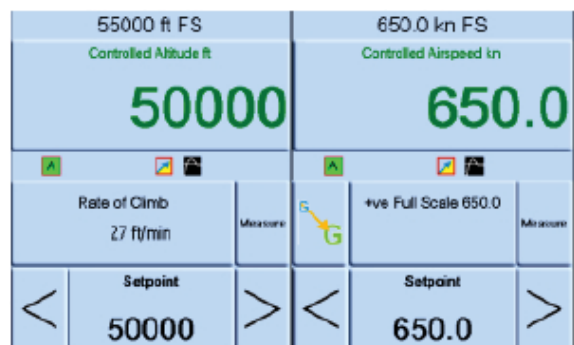 55000 ft FS
Controlled Altitude ft
50000
A
Rate of Climb
27 ft/min
Measure
Setpoint
< 50000 >
650.0 kn FS
Controlled Airspeed kn
650.0
A
G
G
+ve Full Scale 650.0
Measure
Setpoint
< 650.0 >